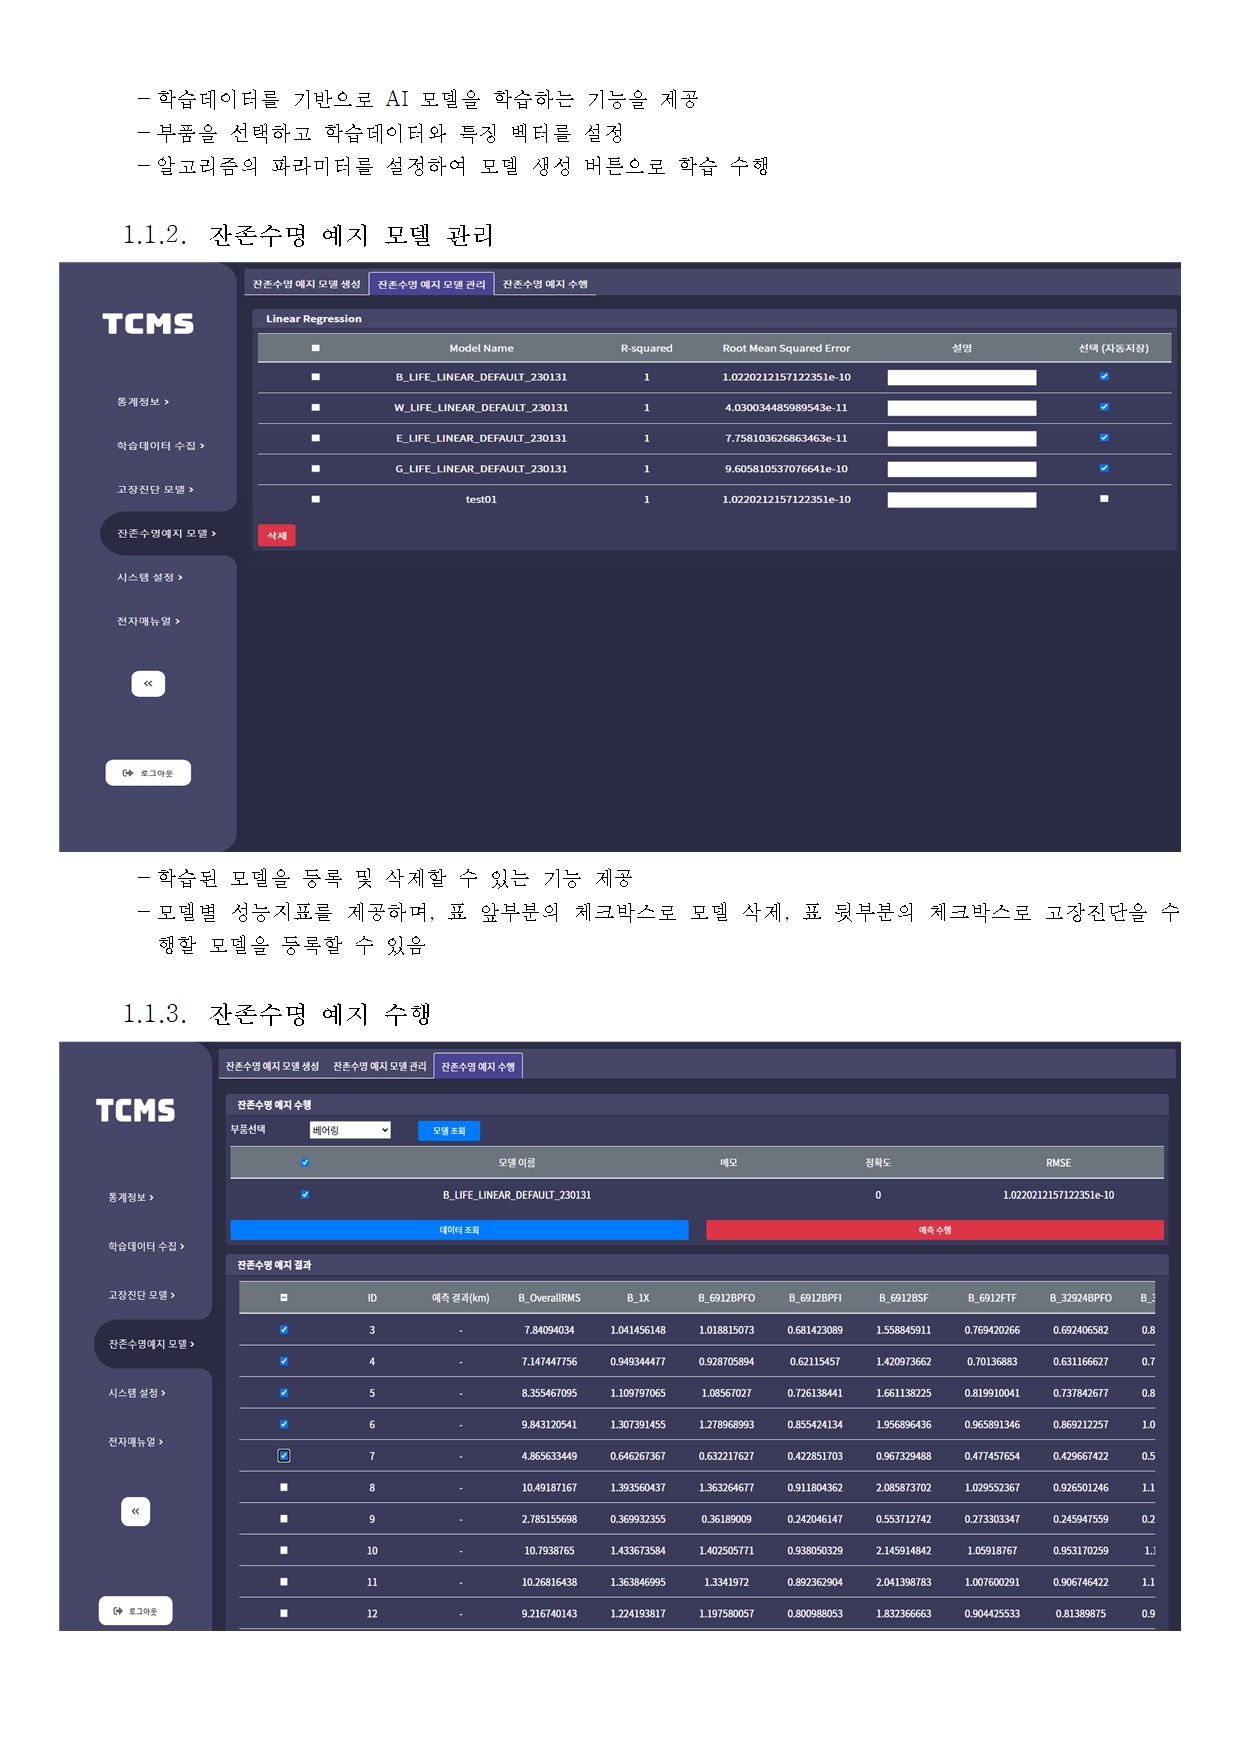 – 학습데이터를 기반으로 AI 모델을 학습하는 기능을 제공
– 부품을 선택하고 학습데이터와 특징 벡터를 설정
– 알고리즘의 파라미터를 설정하여 모델 생성 버튼으로 학습 수행
1.1.2. 잔존수명 예지 모델 관리
잔존수명 예지 모델 생성 잔존수명 예지 모델 관리 잔존수명 예지 수행
TCMS
통계정보 >
학습데이터 수집 >
고장진단 모델 >
잔존수명예지 모델 >
시스템 설정 >
전자매뉴얼 >
«
로그아웃
Linear Regression
Model Name R-squared Root Mean Squared Error 설명 선택 (자동저장)
B_LIFE_LINEAR_DEFAULT_230131 1 1.0220212157122351e-10
W_LIFE_LINEAR_DEFAULT_230131 1 4.030034485989543e-11
E_LIFE_LINEAR_DEFAULT_230131 1 7.758103626863463e-11
G_LIFE_LINEAR_DEFAULT_230131 1 9.605810537076641e-10
test01 1 1.0220212157122351e-10
삭제
– 학습된 모델을 등록 및 삭제할 수 있는 기능 제공
– 모델별 성능지표를 제공하며, 표 앞부분의 체크박스로 모델 삭제, 표 뒷부분의 체크박스로 고장진단을 수
행할 모델을 등록할 수 있음
1.1.3. 잔존수명 예지 수행
잔존수명 예지 모델 생성 잔존수명 예지 모델 관리 잔존수명 예지 수행
TCMS
통계정보 >
학습데이터 수집 >
고장진단 모델 >
잔존수명예지 모델 >
시스템 설정 >
전자매뉴얼 >
«
로그아웃
잔존수명 예지 수행
부품선택 베어링 모델 조회
모델 이름 메모 정확도 RMSE
B_LIFE_LINEAR_DEFAULT_230131 0 1.0220212157122351e-10
데이터 조회 예측 수행
잔존수명 예지 결과
ID 예측 결과(km) B_OverallRMS B_1X B_6912BPFO B_6912BPFI B_6912BSF B_6912FTF B_32924BPFO B_3
3 - 7.84094034 1.041456148 1.018815073 0.681423089 1.558845911 0.769420266 0.692406582 0.8
4 - 7.147447756 0.949344477 0.928705894 0.62115457 1.420973662 0.70136883 0.631166627 0.7
5 - 8.355467095 1.109797065 1.08567027 0.726138441 1.661138225 0.819910041 0.737842677 0.8
6 - 9.843120541 1.307391455 1.278968993 0.855424134 1.956896436 0.965891346 0.869212257 1.0
7 - 4.865633449 0.646267367 0.632217627 0.422851703 0.967329488 0.477457654 0.429667422 0.5
8 - 10.49187167 1.393560437 1.363264677 0.911804362 2.085873702 1.029552367 0.926501246 1.1
9 - 2.785155698 0.369932355 0.36189009 0.242046147 0.553712742 0.273303347 0.245947559 0.2
10 - 10.7938765 1.433673584 1.402505771 0.938050329 2.145914842 1.05918767 0.953170259 1.1
11 - 10.26816438 1.363846995 1.3341972 0.892362904 2.041398783 1.007600291 0.906746422 1.1
12 - 9.216740143 1.224193817 1.197580057 0.800988053 1.832366663 0.904425533 0.81389875 0.9